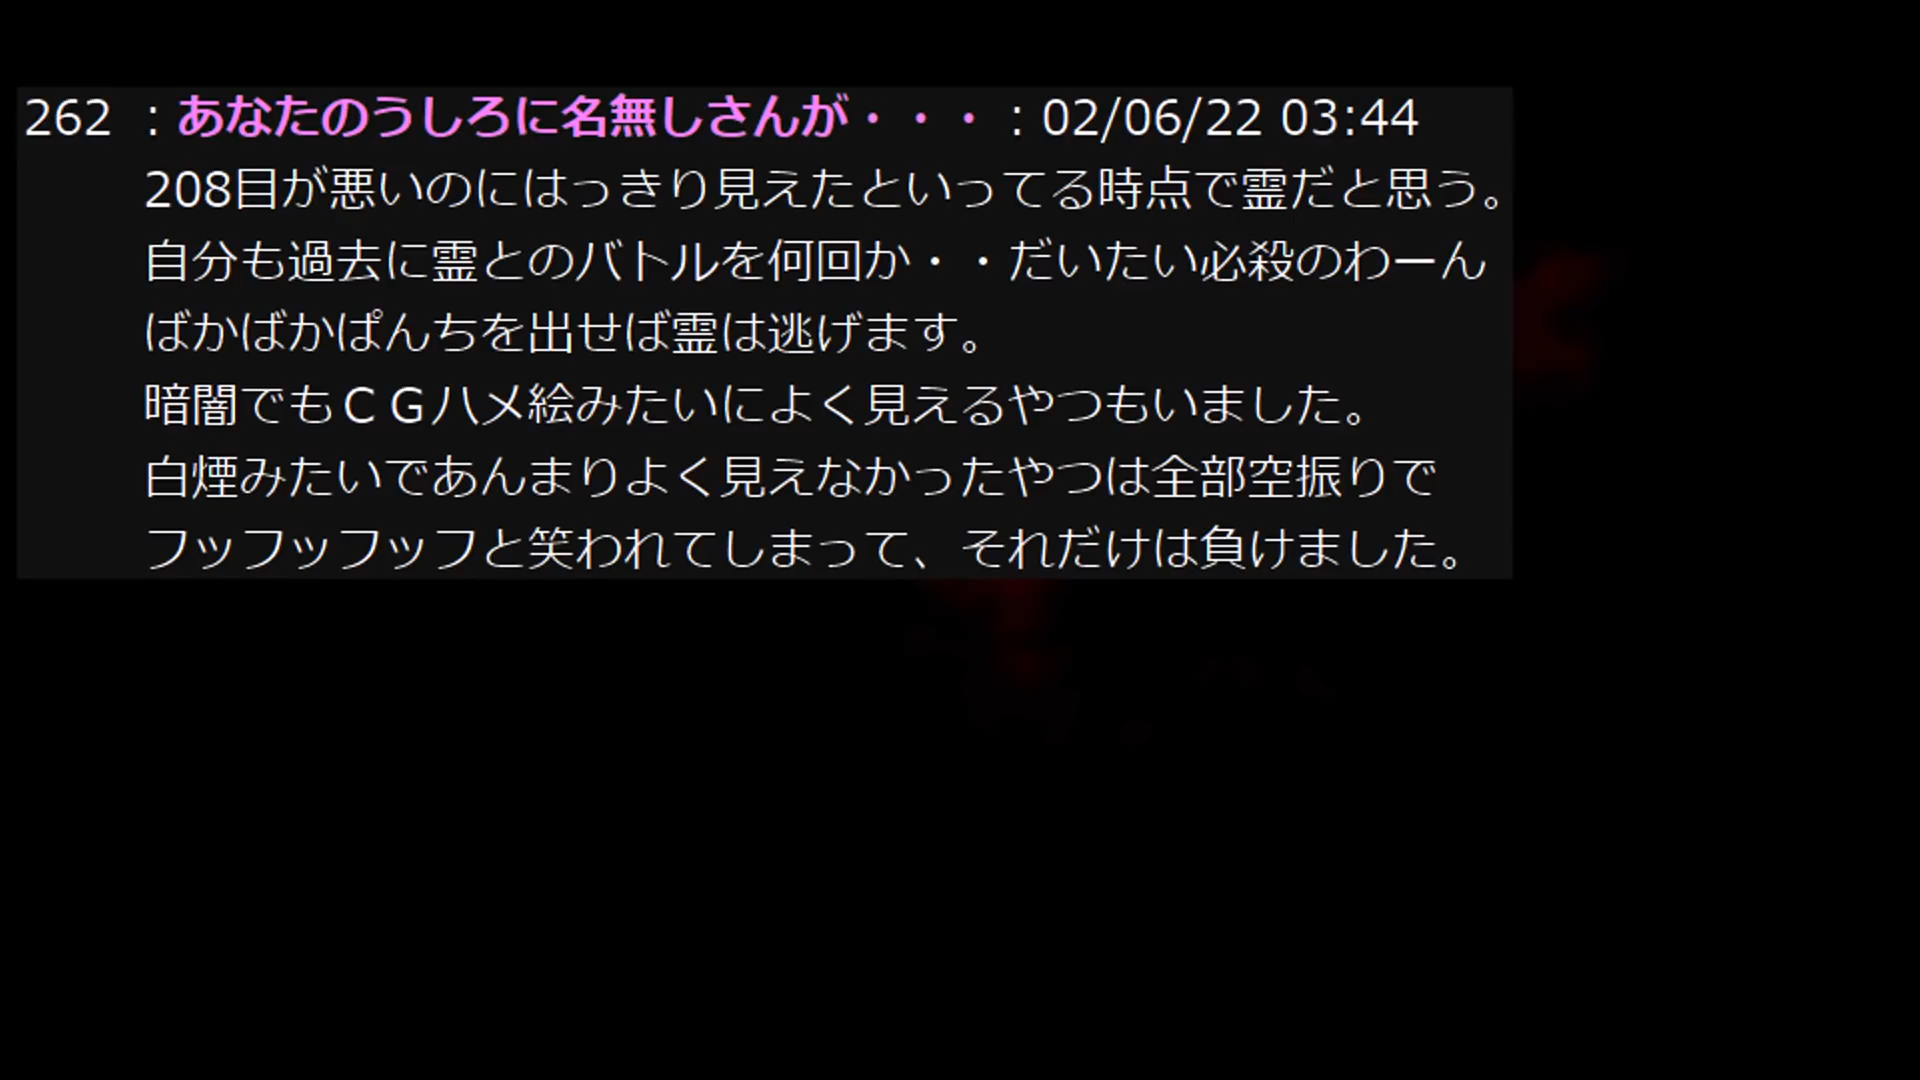 262 ：あなたのうしろに名無しさんが・・・：02/06/22 03:44
208目が悪いのにはっきり見えたといってる時点で霊だと思う。
自分も過去に霊とのバトルを何回か・・だいたい必殺のわーん
ばかばかぱんちを出せば霊は逃げます。
暗闇でもＣＧハメ絵みたいによく見えるやつもいました。
白煙みたいであんまりよく見えなかったやつは全部空振りで
フッフッフッフと笑われてしまって、それだけは負けました。